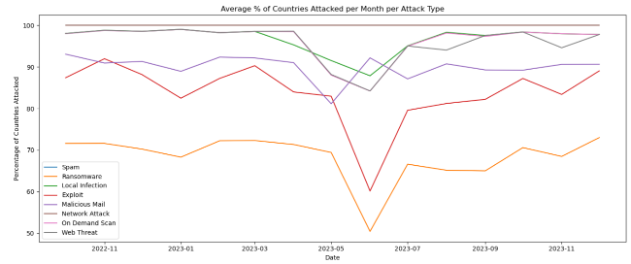 Average % of Countries Attacked per Month per Attack Type
Percentage of Countries Attacked
100
90
80
70
60
50
Spam
Ransomware
Local Infection
Exploit
Malicious Mail
Network Attack
On Demand Scan
Web Threat
2022-11
2023-01
2023-03
2023-05
2023-07
2023-09
2023-11
Date